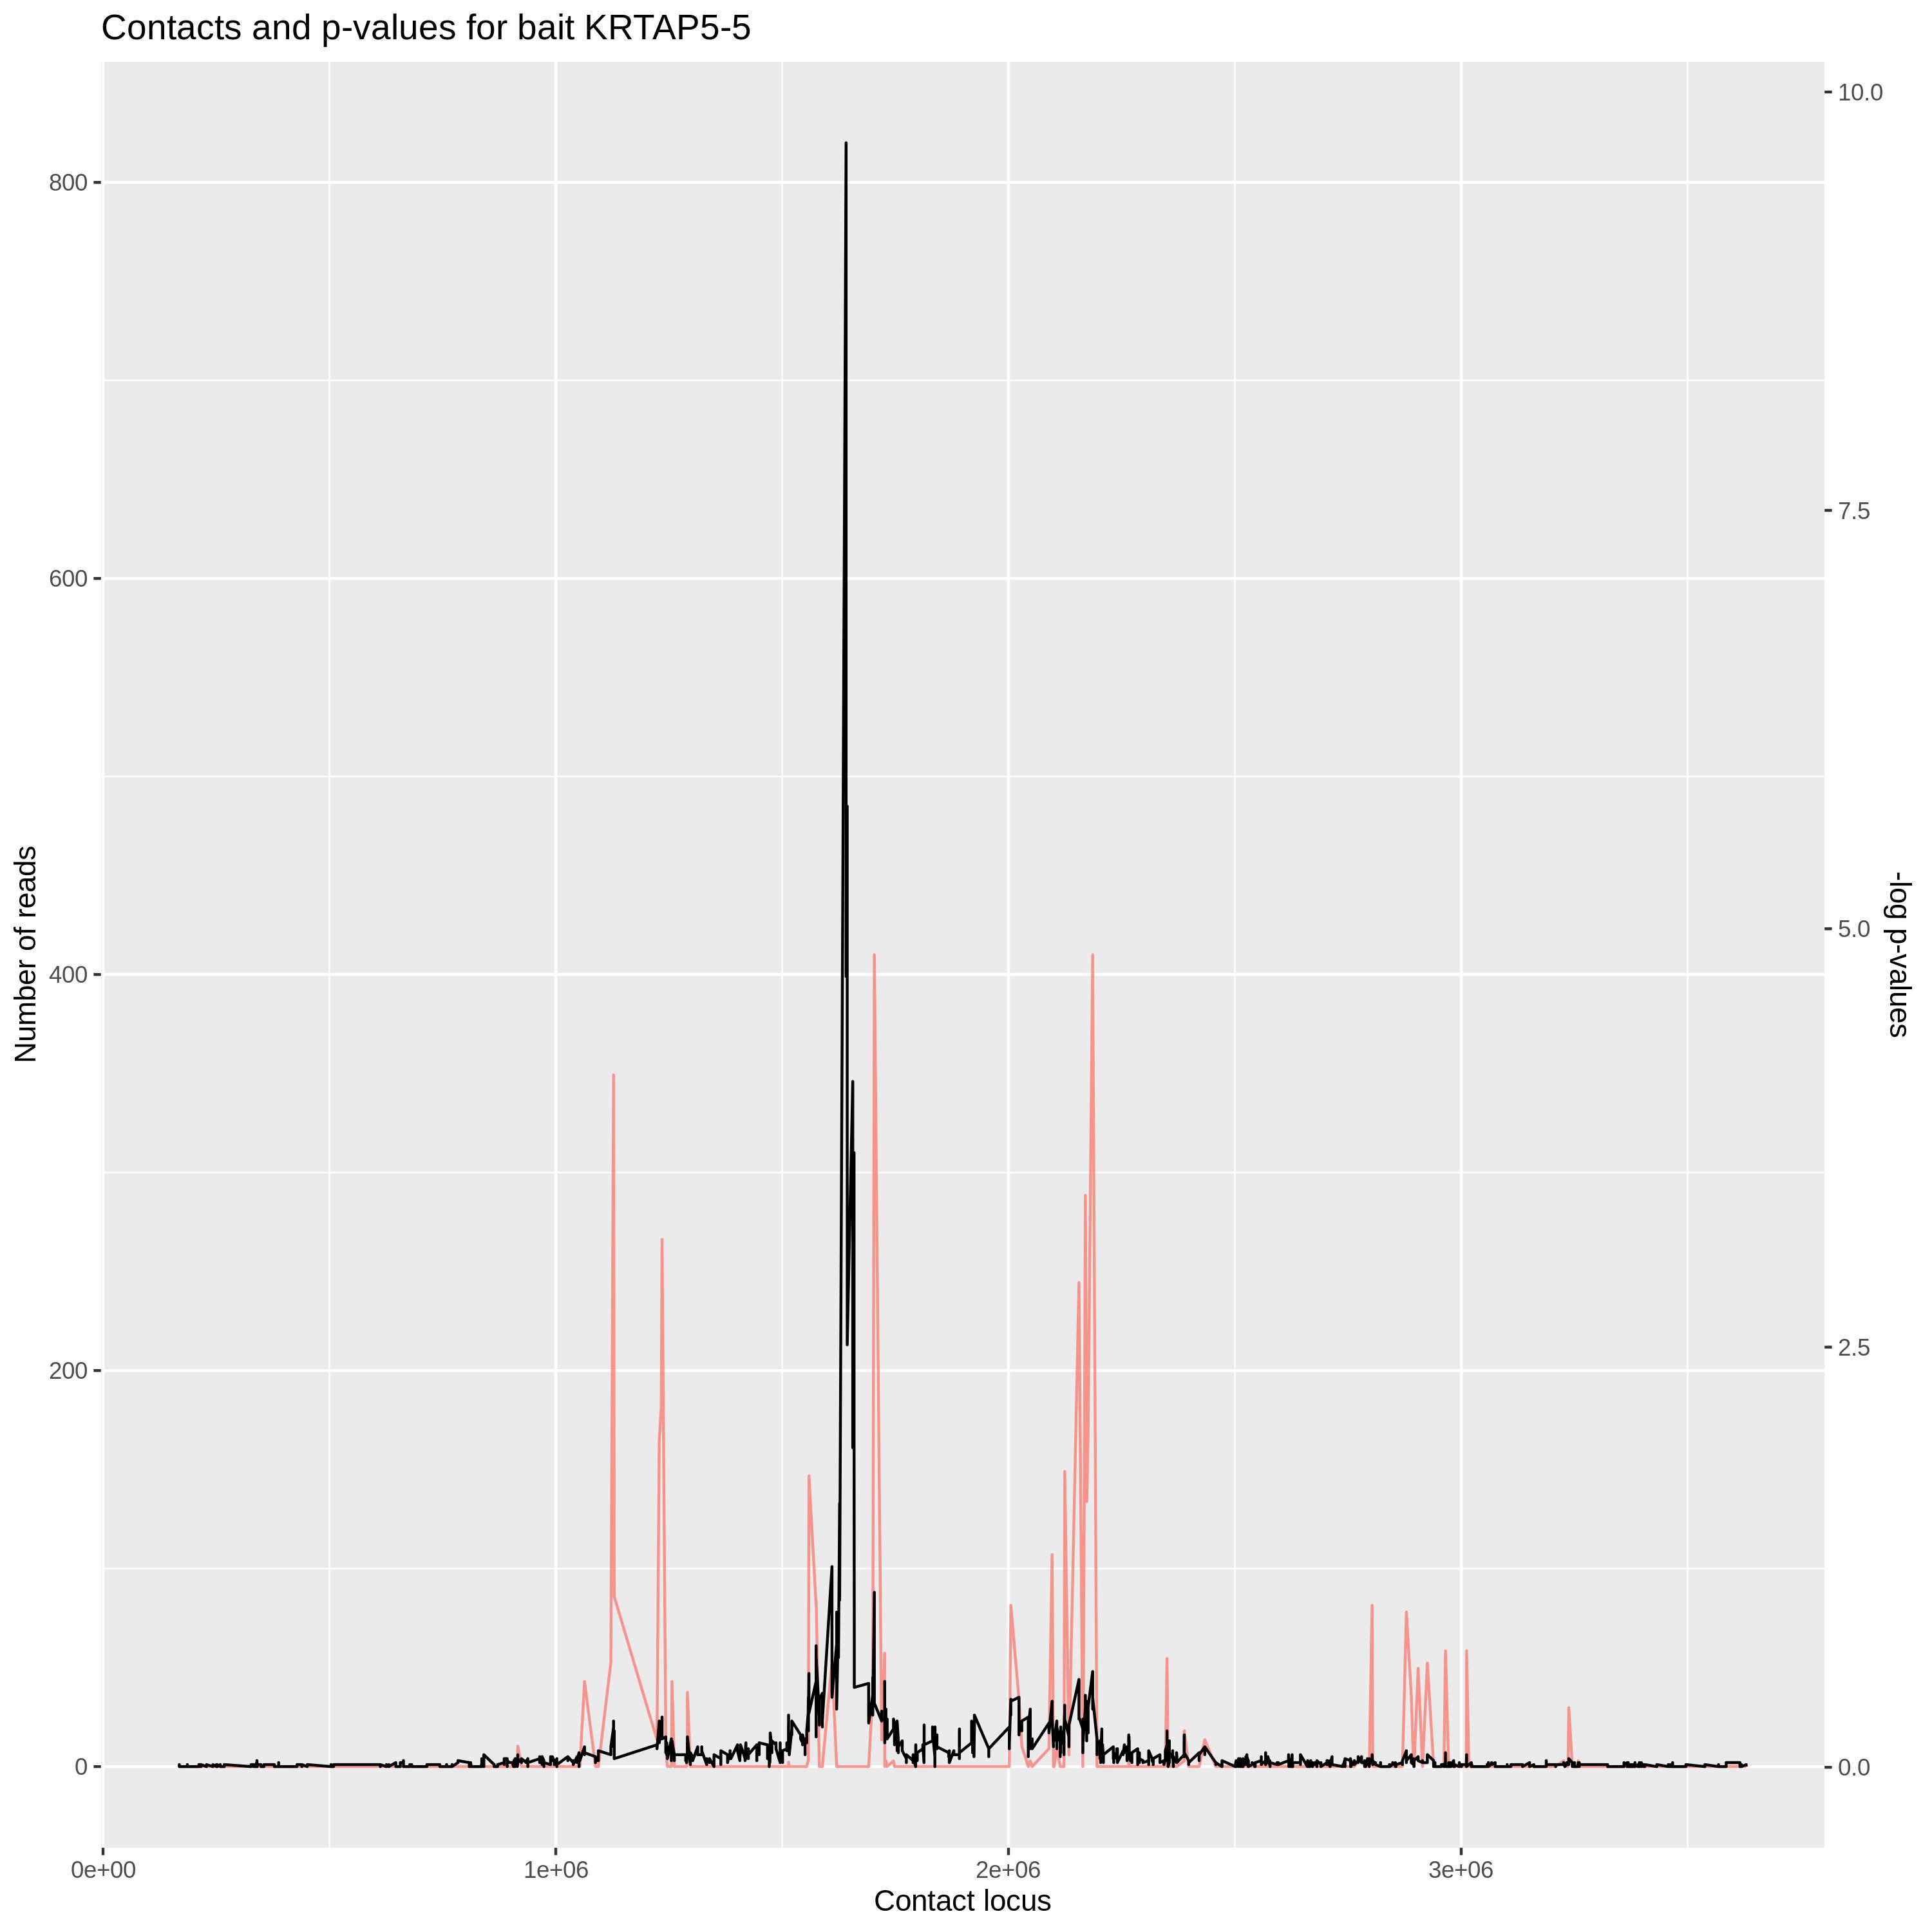 Contacts and p-values for bait KRTAP5-5
10.0
800
7.5
600
Number of reads
5.0
-log p-values
400
2.5
200
0
0.0
0e+00 1e+06 2e+06 3e+06
Contact locus